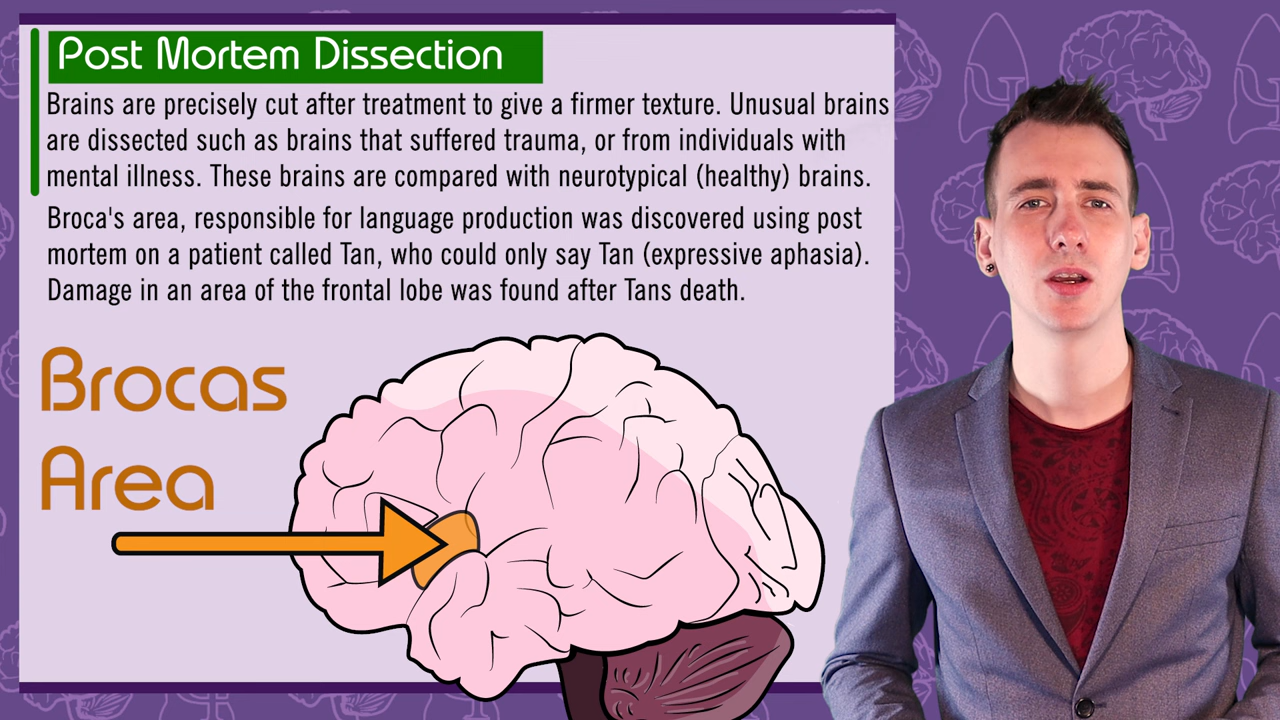 Post Mortem Dissection
Brains are precisely cut after treatment to give a firmer texture. Unusual brains
are dissected such as brains that suffered trauma, or from individuals with
mental illness. These brains are compared with neurotypical (healthy) brains.
Broca's area, responsible for language production was discovered using post
mortem on a patient called Tan, who could only say Tan (expressive aphasia).
Damage in an area of the frontal lobe was found after Tans death.
Brocas
Area